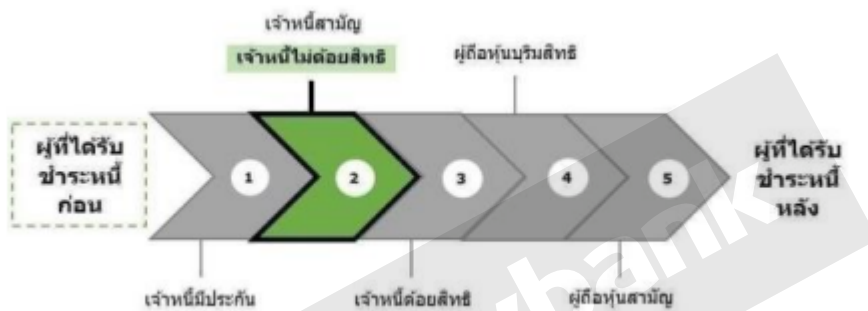 เจ้าหนี้สามัญ
เจ้าหนี้ไม่ด้อยสิทธิ
ผู้ถือหุ้นบุริมสิทธิ
ผู้ที่ได้รับ
ชำระหนี้
ก่อน
1
2
3
4
5
ผู้ที่ได้รับ
ชำระหนี้
หลัง
เจ้าหนี้มีประกัน
เจ้าหนี้ด้อยสิทธิ
ผู้ถือหุ้นสามัญ